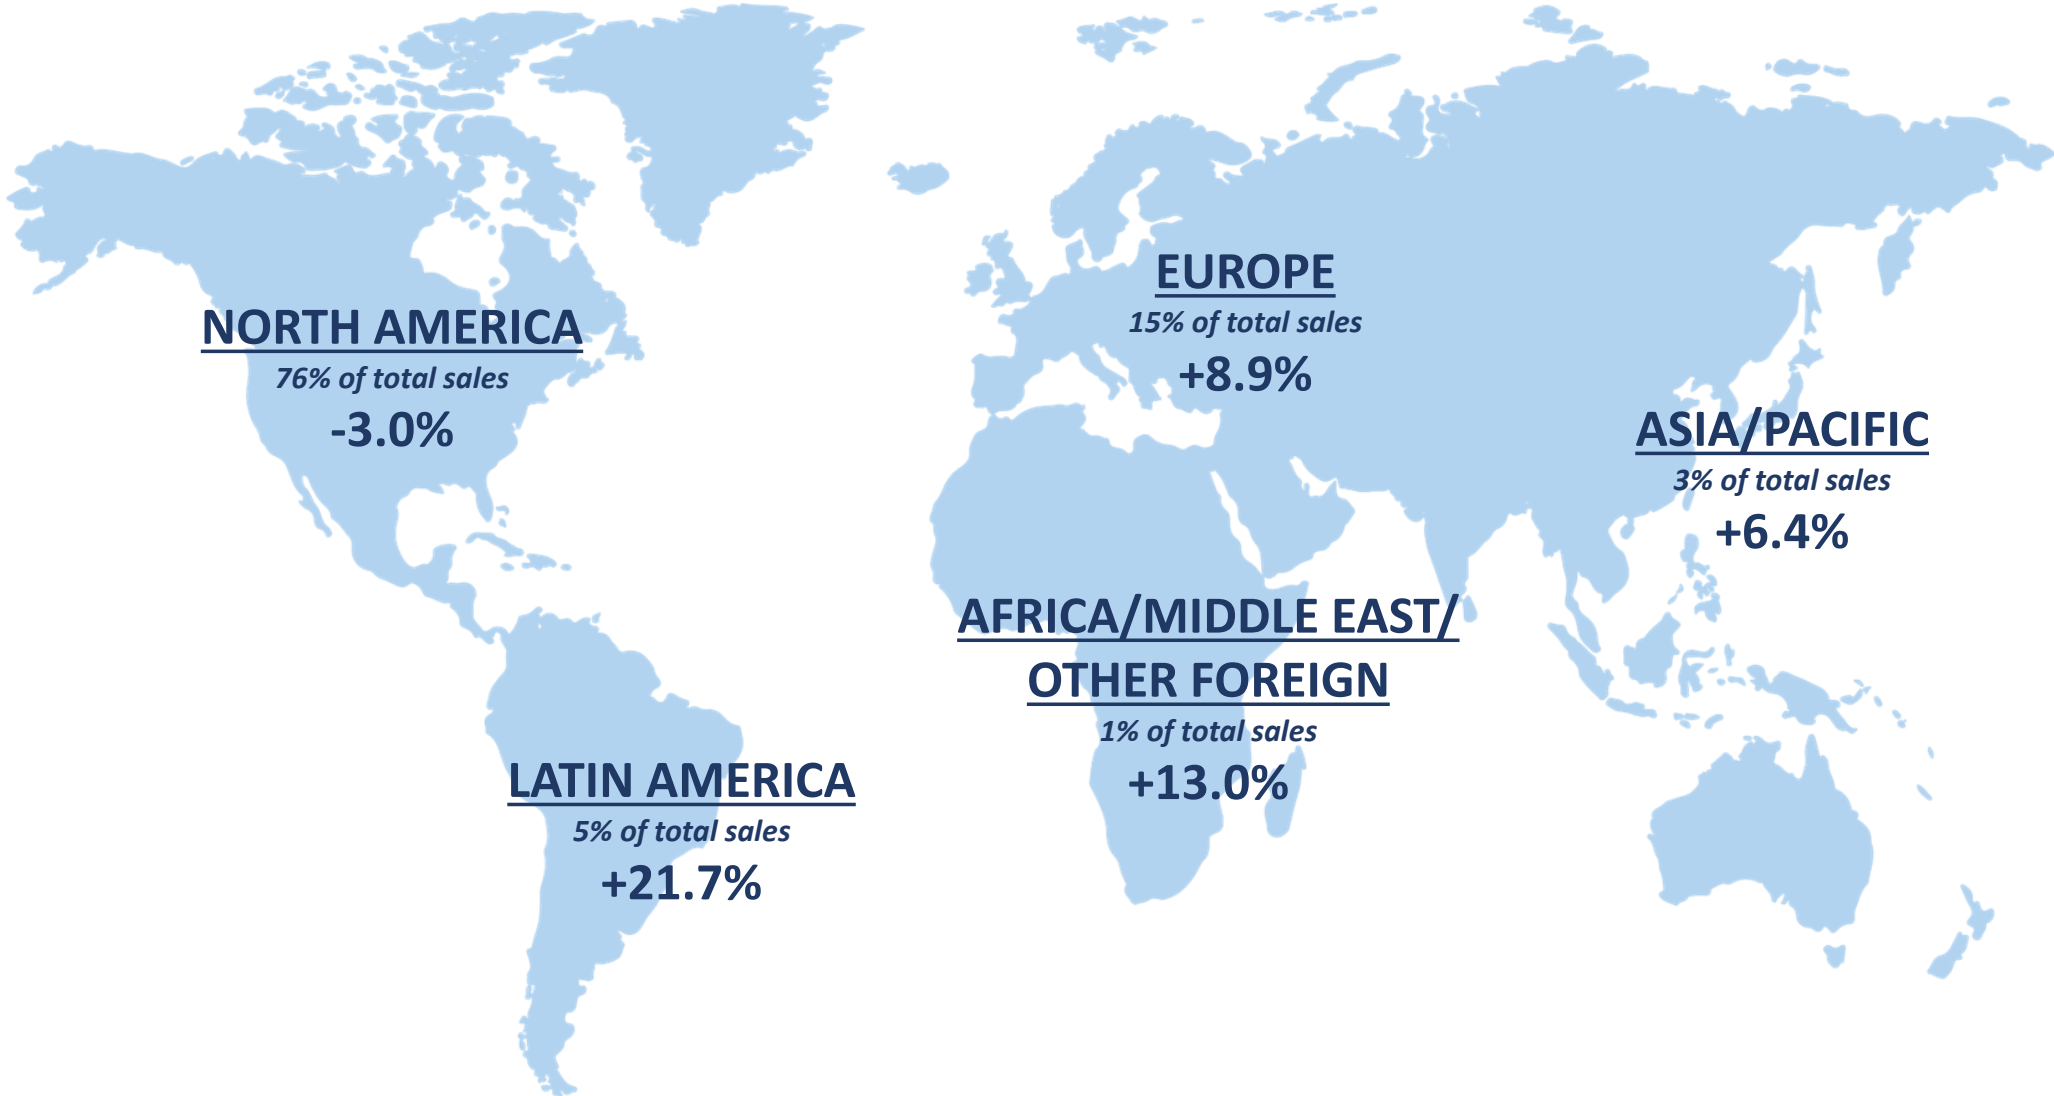 NORTH AMERICA
76% of total sales
-3.0%
EUROPE
15% of total sales
+8.9%
ASIA/PACIFIC
3% of total sales
+6.4%
AFRICA/MIDDLE EAST/
OTHER FOREIGN
1% of total sales
+13.0%
LATIN AMERICA
5% of total sales
+21.7%